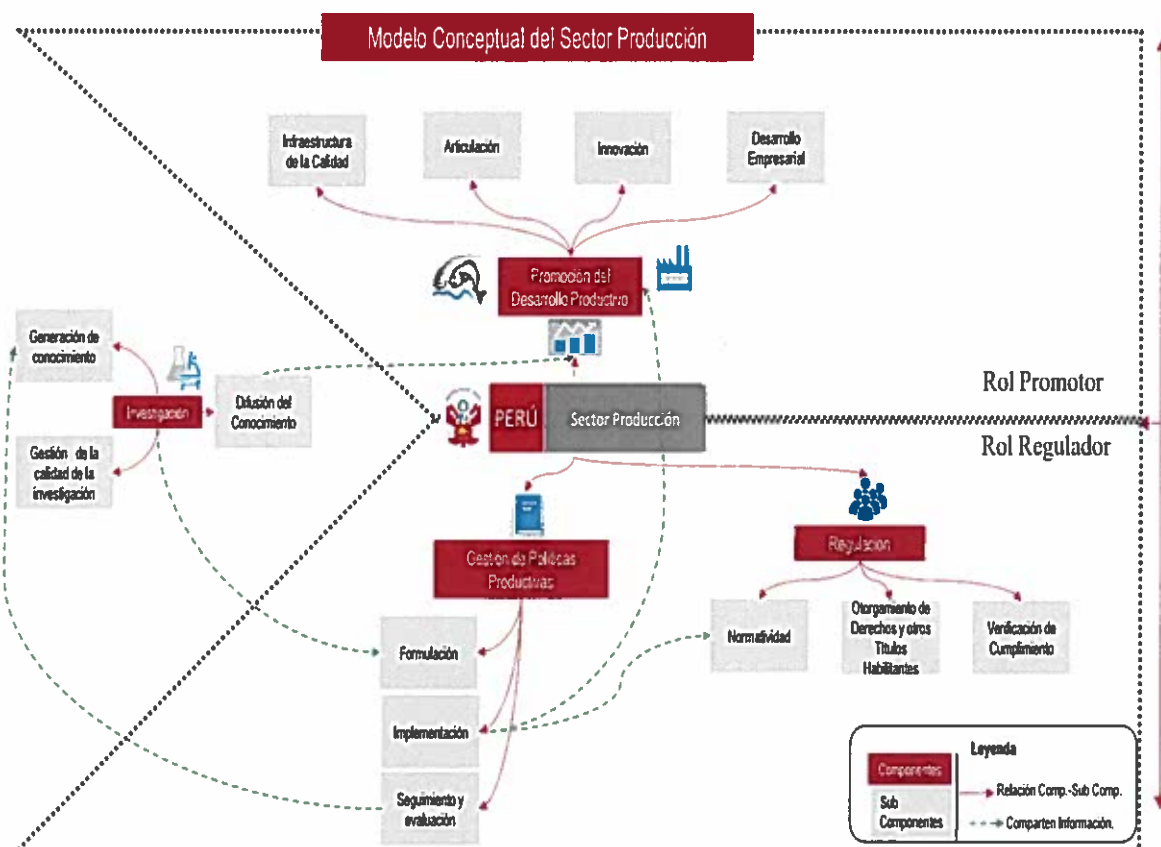 Modelo Conceptual del Sector Producción
Infraestructura
de la Calidad
Articulación
Innovación
Desarrollo
Empresarial
Promoción del
Desarrollo Productivo
Generación de
conocimiento
Investigación
Difusión del
Conocimiento
Gestión de la
calidad de la
investigación
PERÚ
Sector Producción
Rol Promotor
Rol Regulador
Gestión de Políticas
Productivas
Regulación
Formulación
Implementación
Seguimiento y
evaluación
Normatividad
Otorgamiento de
Derechos y otros
Títulos
Habilitantes
Verificación de
Cumplimiento
Leyenda
Componentes
Sub
Componentes
Relación Comp.-Sub Comp.
Comparten Información.